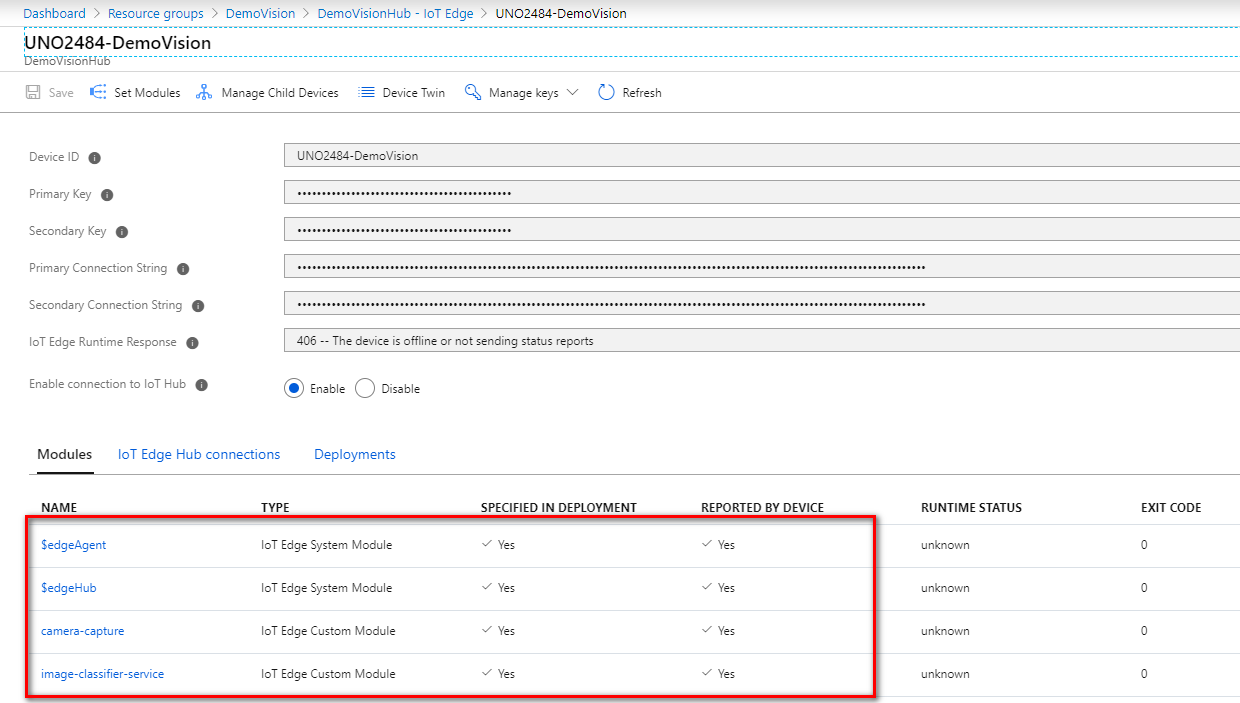 Dashboard > Resource groups > DemoVision > DemoVisionHub - IoT Edge > UNO2484-DemoVision
UNO2484-DemoVision
DemoVisionHub
Save Set Modules Manage Child Devices Device Twin Manage keys Refresh
Device ID UNO2484-DemoVision
Primary Key ••••••••••••••••••••••••••••••••••••••••••••
Secondary Key ••••••••••••••••••••••••••••••••••••••••••••
Primary Connection String
Secondary Connection String
IoT Edge Runtime Response 406 -- The device is offline or not sending status reports
Enable connection to IoT Hub Enable Disable
Modules IoT Edge Hub connections Deployments
NAME TYPE SPECIFIED IN DEPLOYMENT REPORTED BY DEVICE RUNTIME STATUS EXIT CODE
$edgeAgent IoT Edge System Module Yes Yes unknown 0
$edgeHub IoT Edge System Module Yes Yes unknown 0
camera-capture IoT Edge Custom Module Yes Yes unknown 0
image-classifier-service IoT Edge Custom Module Yes Yes unknown 0